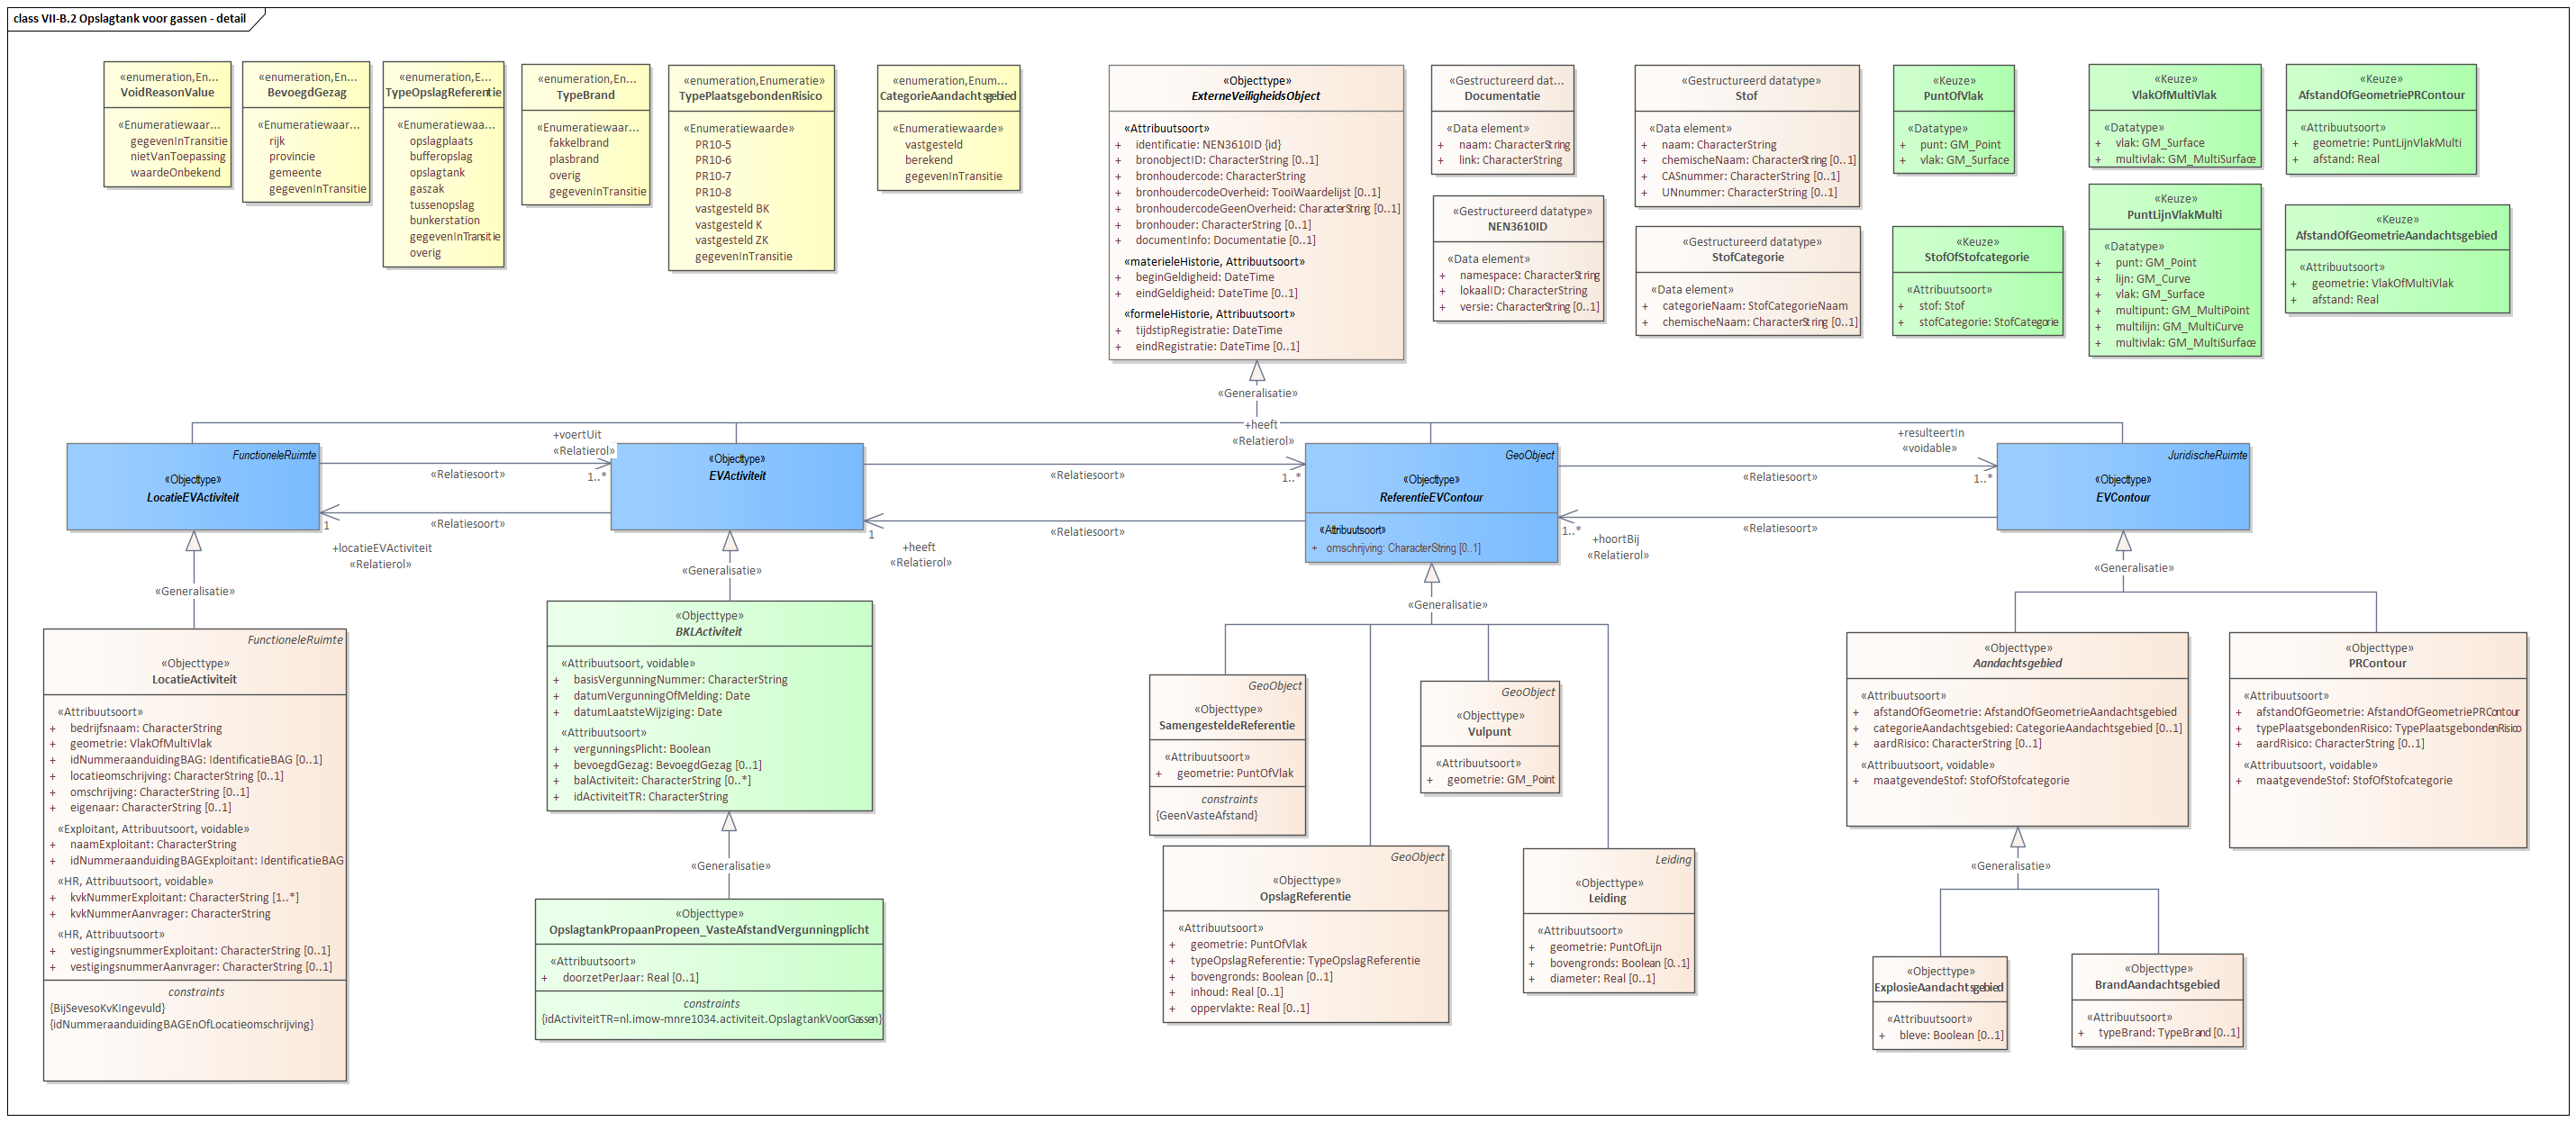 class VII-B.2 Opslagtank voor gassen - detail
«enumeration,En...
VoidReasonValue
«Enumeratiewaar...
gegevenInTransitie
nietVanToepassing
waardeOnbekend
«enumeration,En...
BevoegdGezag
«Enumeratiewaar...
rijk
provincie
gemeente
gegevenInTransitie
«enumeration,E...
TypeOpslagReferentie
«Enumeratiewaa...
opslagplaats
bufferopslag
opslagtank
gaszak
tussenopslag
bunkerstation
gegevenInTransitie
overig
«enumeration,En...
TypeBrand
«Enumeratiewaar...
fakkelbrand
plasbrand
overig
gegevenInTransitie
«enumeration,Enumeratie»
TypePlaatsgebondenRisico
«Enumeratiewaarde»
PR10-5
PR10-6
PR10-7
PR10-8
vastgesteld BK
vastgesteld K
vastgesteld ZK
gegevenInTransitie
«enumeration,Enum...
CategorieAandachtsgebied
«Enumeratiewaarde»
vastgesteld
berekend
gegevenInTransitie
«Objecttype»
ExterneVeiligheidsObject
«Attribuutsoort»
+ identificatie: NEN3610ID {id}
+ bronobjectID: CharacterString [0..1]
+ bronhoudercode: CharacterString
+ bronhoudercodeOverheid: TooiWaardelijst [0..1]
+ bronhoudercodeGeenOverheid: CharacterString [0..1]
+ bronhouder: CharacterString [0..1]
+ documentInfo: Documentatie [0..1]
«materieleHistorie, Attribuutsoort»
+ beginGeldigheid: DateTime
+ eindGeldigheid: DateTime [0..1]
«formeleHistorie, Attribuutsoort»
+ tijdstipRegistratie: DateTime
+ eindRegistratie: DateTime [0..1]
«Gestructureerd dat...
Documentatie
«Data element»
+ naam: CharacterString
+ link: CharacterString
«Gestructureerd datatype»
NEN3610ID
«Data element»
+ namespace: CharacterString
+ lokaalID: CharacterString
+ versie: CharacterString [0..1]
«Gestructureerd datatype»
Stof
«Data element»
+ naam: CharacterString
+ chemischeNaam: CharacterString [0..1]
+ CASnummer: CharacterString [0..1]
+ UNnummer: CharacterString [0..1]
«Gestructureerd datatype»
StofCategorie
«Data element»
+ categorieNaam: StofCategorieNaam
+ chemischeNaam: CharacterString [0..1]
«Keuze»
PuntOfVlak
«Datatype»
+ punt: GM_Point
+ vlak: GM_Surface
«Keuze»
StofOfStofcategorie
«Attribuutsoort»
+ stof: Stof
+ stofCategorie: StofCategorie
«Keuze»
VlakOfMultiVlak
«Datatype»
+ vlak: GM_Surface
+ multivlak: GM_MultiSurface
«Keuze»
PuntLijnVlakMulti
«Datatype»
+ punt: GM_Point
+ lijn: GM_Curve
+ vlak: GM_Surface
+ multipunt: GM_MultiPoint
+ multilijn: GM_MultiCurve
+ multivlak: GM_MultiSurface
«Keuze»
AfstandOfGeometriePRContour
«Attribuutsoort»
+ geometrie: PuntLijnVlakMulti
+ afstand: Real
«Keuze»
AfstandOfGeometrieAandachtsgebied
«Attribuutsoort»
+ geometrie: VlakOfMultiVlak
+ afstand: Real
«Generalisatie»
FunctioneleRuimte
«Objecttype»
LocatieEVActiviteit
+voertUit
«Relatierol»
«Relatiesoort»
1..*
1
«Relatiesoort»
+locatieEVActiviteit
«Relatierol»
«Objecttype»
EVActiviteit
+heeft
«Relatierol»
«Relatiesoort»
1..*
1
«Relatiesoort»
+heeft
«Relatierol»
GeoObject
«Objecttype»
ReferentieEVContour
«Attribuutsoort»
+ omschrijving: CharacterString [0..1]
+resulteertIn
«voidable»
«Relatiesoort»
1..*
1..*
«Relatiesoort»
+hoortBij
«Relatierol»
JuridischeRuimte
«Objecttype»
EVContour
«Generalisatie»
«Generalisatie»
«Generalisatie»
«Generalisatie»
FunctioneleRuimte
«Objecttype»
LocatieActiviteit
«Attribuutsoort»
+ bedrijfsnaam: CharacterString
+ geometrie: VlakOfMultiVlak
+ idNummeraanduidingBAG: IdentificatieBAG [0..1]
+ locatieomschrijving: CharacterString [0..1]
+ omschrijving: CharacterString [0..1]
+ eigenaar: CharacterString [0..1]
«Exploitant, Attribuutsoort, voidable»
+ naamExploitant: CharacterString
+ idNummeraanduidingBAGExploitant: IdentificatieBAG
«HR, Attribuutsoort, voidable»
+ kvkNummerExploitant: CharacterString [1..*]
+ kvkNummerAanvrager: CharacterString
«HR, Attribuutsoort»
+ vestigingsnummerExploitant: CharacterString [0..1]
+ vestigingsnummerAanvrager: CharacterString [0..1]
constraints
{BijSevesoKvKIngevuld}
{idNummeraanduidingBAGEnOfLocatieomschrijving}
«Objecttype»
BKLActiviteit
«Attribuutsoort, voidable»
+ basisVergunningNummer: CharacterString
+ datumVergunningOfMelding: Date
+ datumLaatsteWijziging: Date
«Attribuutsoort»
+ vergunningsPlicht: Boolean
+ bevoegdGezag: BevoegdGezag [0..1]
+ balActiviteit: CharacterString [0..*]
+ idActiviteitTR: CharacterString
«Generalisatie»
«Objecttype»
OpslagtankPropaanPropeen_VasteAfstandVergunningplicht
«Attribuutsoort»
+ doorzetPerJaar: Real [0..1]
constraints
{idActiviteitTR=nl.imow-mnre1034.activiteit.OpslagtankVoorGassen}
GeoObject
«Objecttype»
SamengesteldeReferentie
«Attribuutsoort»
+ geometrie: PuntOfVlak
constraints
{GeenVasteAfstand}
GeoObject
«Objecttype»
Vulpunt
«Attribuutsoort»
+ geometrie: GM_Point
GeoObject
«Objecttype»
OpslagReferentie
«Attribuutsoort»
+ geometrie: PuntOfVlak
+ typeOpslagReferentie: TypeOpslagReferentie
+ bovengronds: Boolean [0..1]
+ inhoud: Real [0..1]
+ oppervlakte: Real [0..1]
Leiding
«Objecttype»
Leiding
«Attribuutsoort»
+ geometrie: PuntOfLijn
+ bovengronds: Boolean [0..1]
+ diameter: Real [0..1]
«Objecttype»
Aandachtsgebied
«Attribuutsoort»
+ afstandOfGeometrie: AfstandOfGeometrieAandachtsgebied
+ categorieAandachtsgebied: CategorieAandachtsgebied [0..1]
+ aardRisico: CharacterString [0..1]
«Attribuutsoort, voidable»
+ maatgevendeStof: StofOfStofcategorie
«Objecttype»
PRContour
«Attribuutsoort»
+ afstandOfGeometrie: AfstandOfGeometriePRContour
+ typePlaatsgebondenRisico: TypePlaatsgebondenRisico
+ aardRisico: CharacterString [0..1]
«Attribuutsoort, voidable»
+ maatgevendeStof: StofOfStofcategorie
«Generalisatie»
«Objecttype»
ExplosieAandachtsgebied
«Attribuutsoort»
+ bleve: Boolean [0..1]
«Objecttype»
BrandAandachtsgebied
«Attribuutsoort»
+ typeBrand: TypeBrand [0..1]